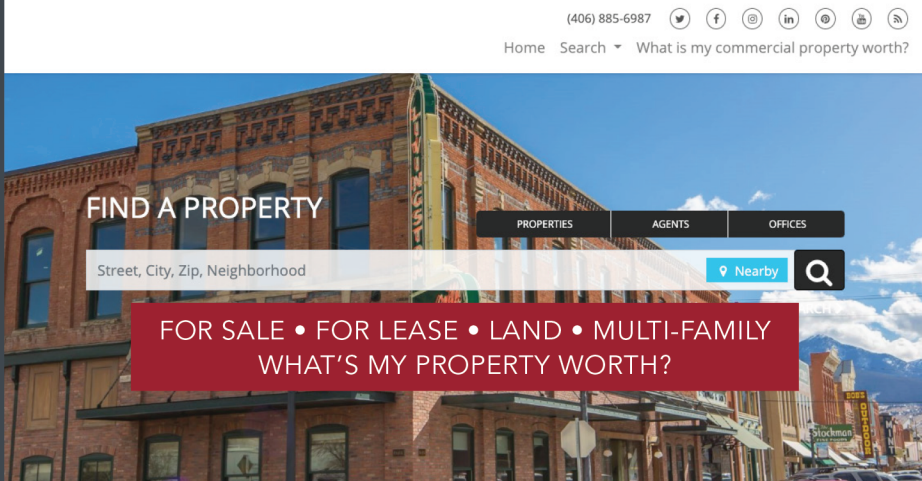 (406) 885-6987
Home Search What is my commercial property worth?
LIVINGSTON
FIND A PROPERTY
PROPERTIES AGENTS OFFICES
Street, City, Zip, Neighborhood
Nearby
FOR SALE • FOR LEASE • LAND • MULTI-FAMILY
WHAT'S MY PROPERTY WORTH?
Stockman